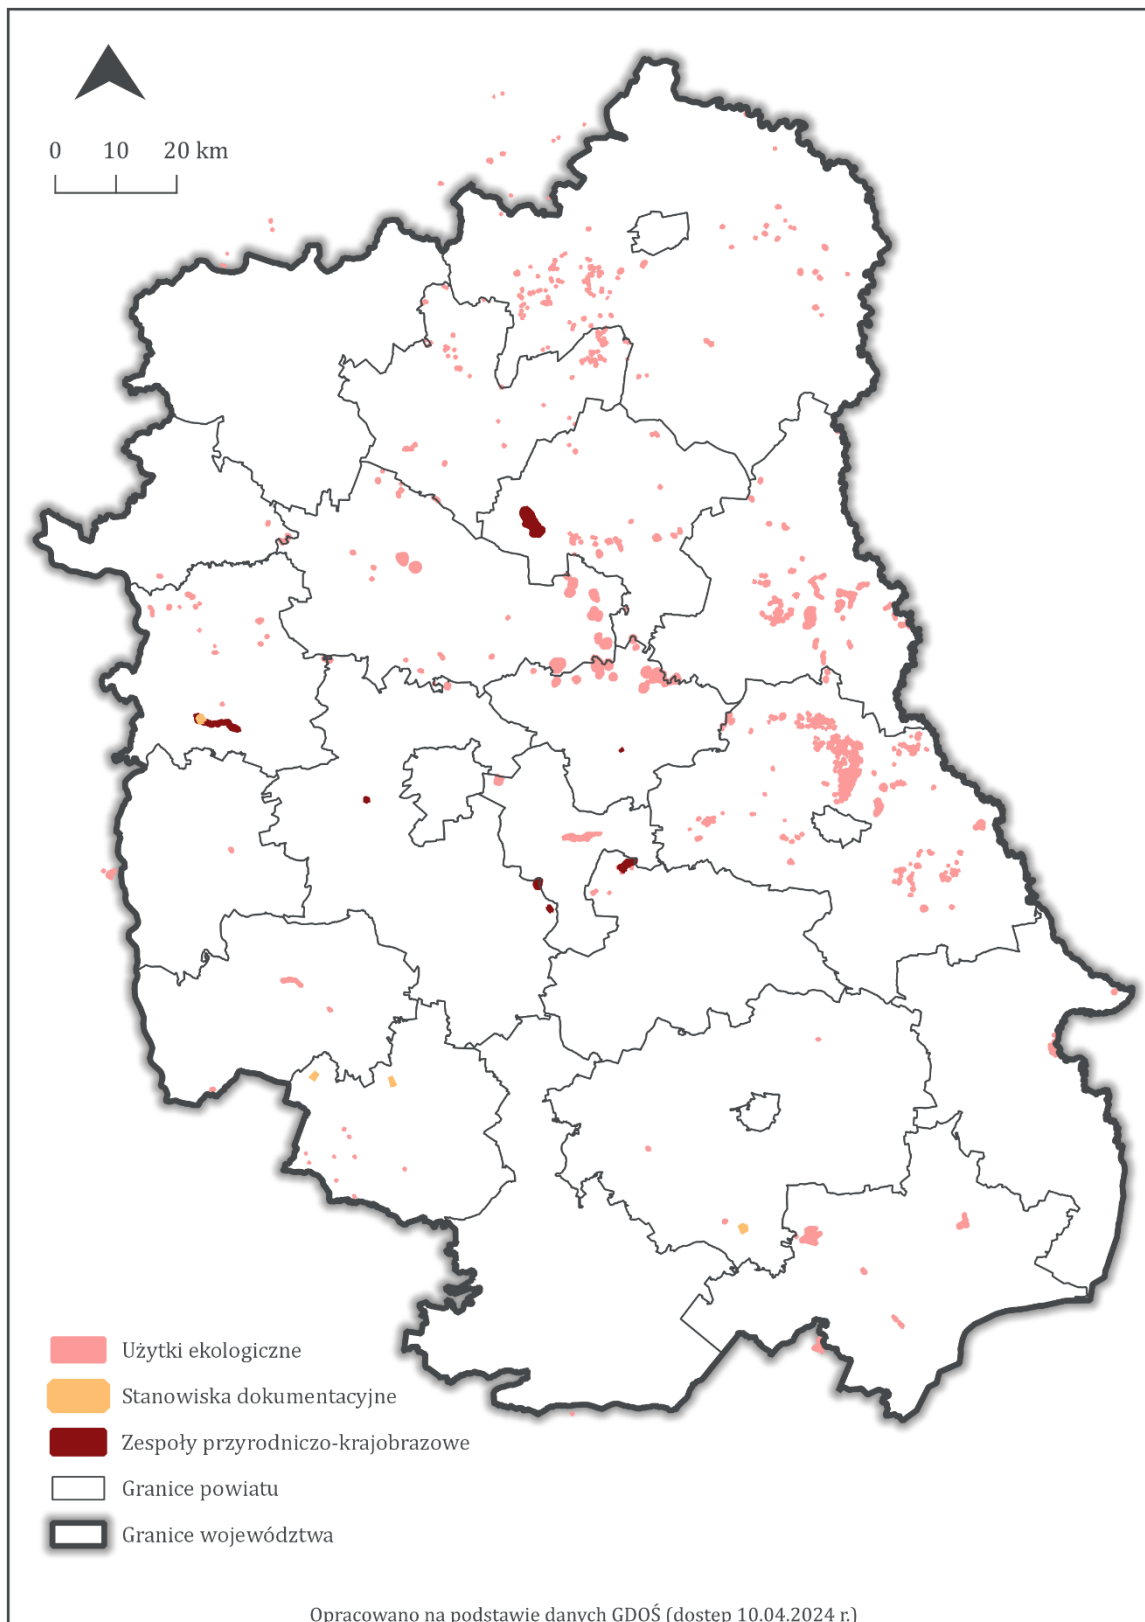 0 10 20 km
Użytki ekologiczne
Stanowiska dokumentacyjne
Zespoły przyrodniczo-krajobrazowe
Granice powiatu
Granice województwa
Opracowano na podstawie danych GDOŚ (dostęp 10.04.2024 r.)